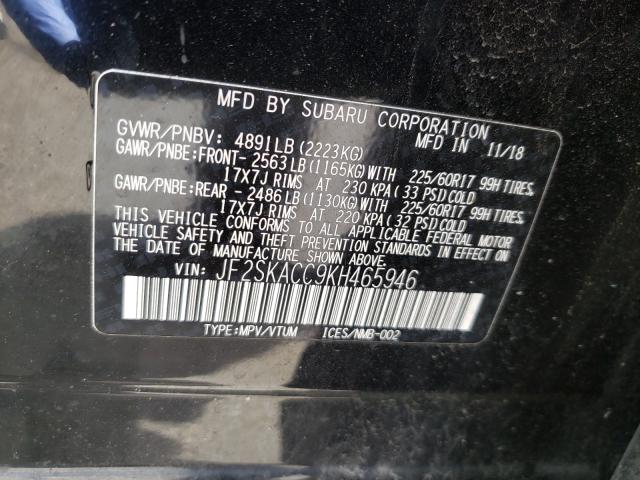 MFD BY SUBARU CORPORATION
MFD IN 11/18
GVWR/PNBV: 4891LB (2223KG)
GAWR/PNBE:FRONT- 2563 LB (1165KG) WITH 225/60R17 99H TIRES,
17X7J RIMS AT 230 KPA (33 PSI) COLD
GAWR/PNBE:REAR - 2486 LB (1130KG) WITH 225/60R17 99H TIRES,
17X7J RIMS AT 220 KPA (32 PSI) COLD
THIS VEHICLE CONFORMS TO ALL APPLICABLE FEDERAL MOTOR
VEHICLE SAFETY AND THEFT PREVENTION STANDARDS IN EFFECT ON
THE DATE OF MANUFACTURE SHOWN ABOVE.
VIN: JF2SKACC9KH465946
TYPE:MPV/VTUM ICES/NMB-002